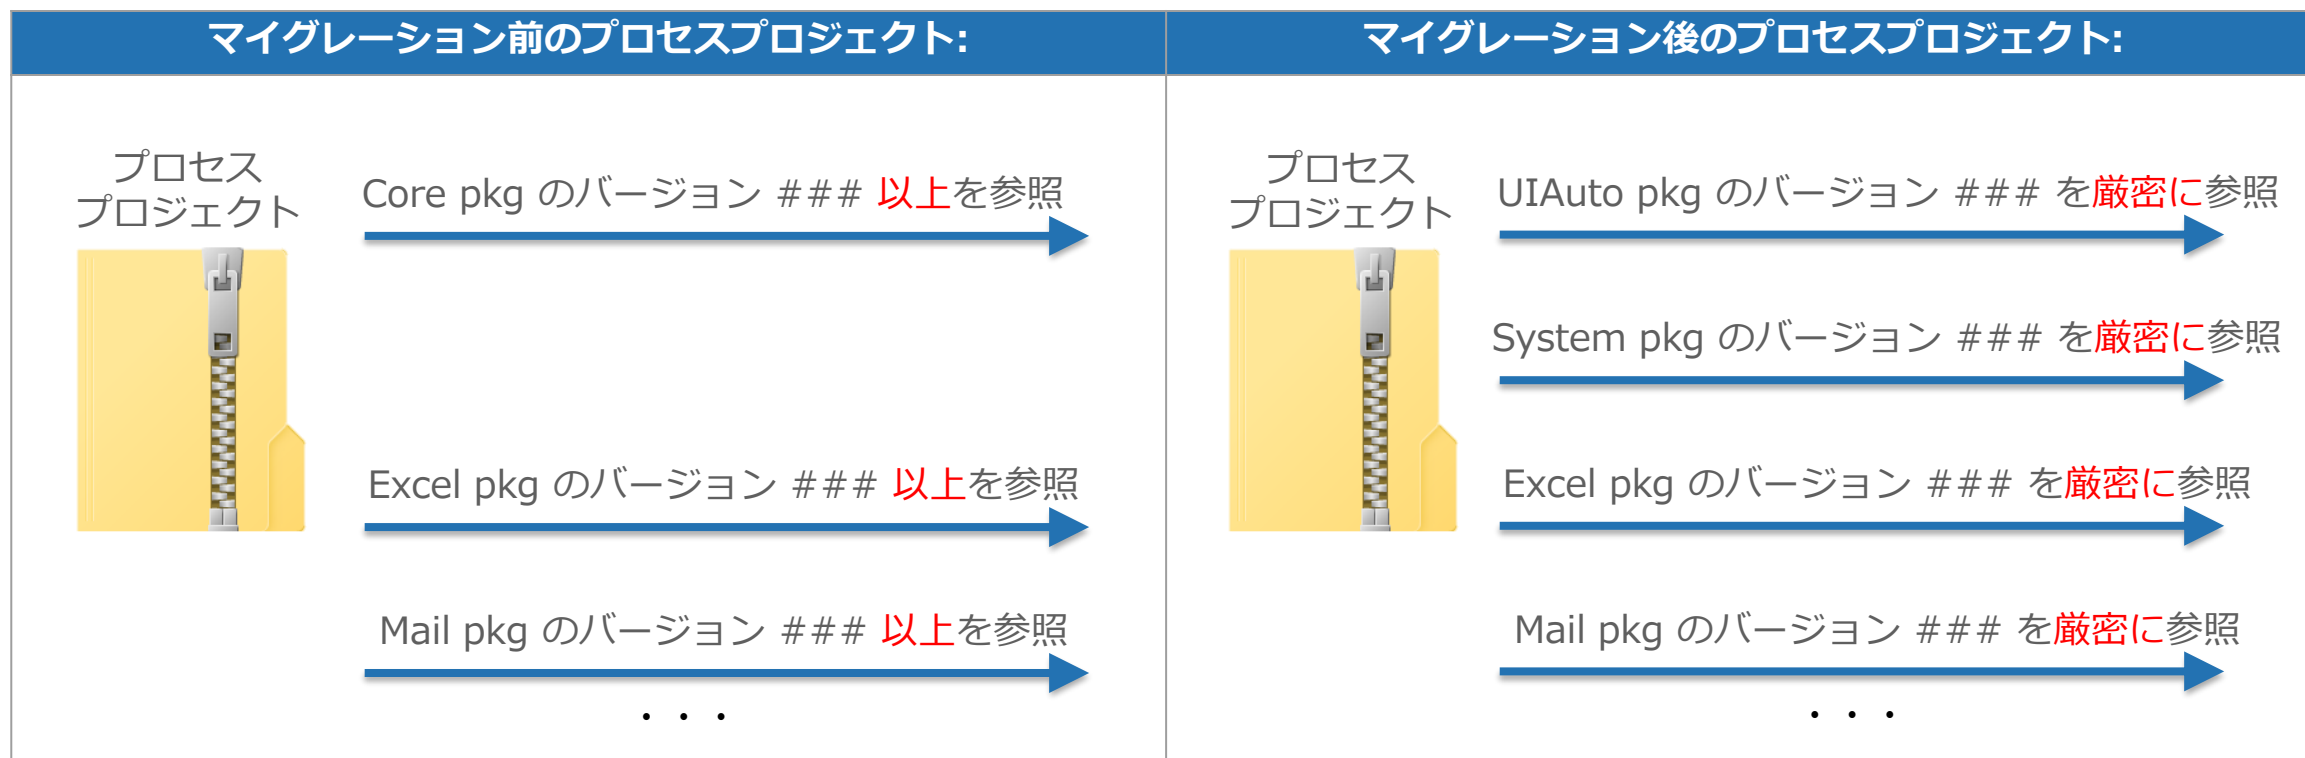 マイグレーション前のプロセスプロジェクト:
プロセス
プロジェクト
Core pkg のバージョン ### 以上を参照
Excel pkg のバージョン ### 以上を参照
Mail pkg のバージョン ### 以上を参照
・・・
マイグレーション後のプロセスプロジェクト:
プロセス
プロジェクト
UIAuto pkg のバージョン ### を厳密に参照
System pkg のバージョン ### を厳密に参照
Excel pkg のバージョン ### を厳密に参照
Mail pkg のバージョン ### を厳密に参照
・・・